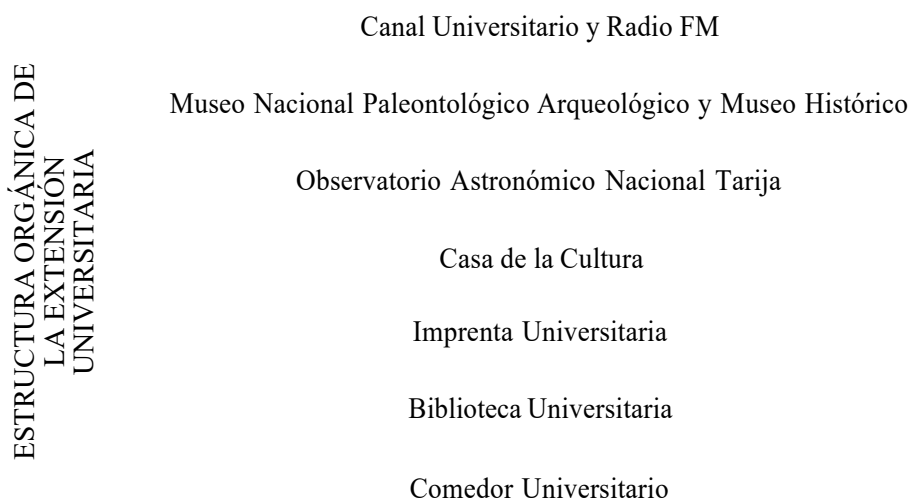 ESTRUCTURA ORGÁNICA DE
LA EXTENSIÓN
UNIVERSITARIA
Canal Universitario y Radio FM
Museo Nacional Paleontológico Arqueológico y Museo Histórico
Observatorio Astronómico Nacional Tarija
Casa de la Cultura
Imprenta Universitaria
Biblioteca Universitaria
Comedor Universitario